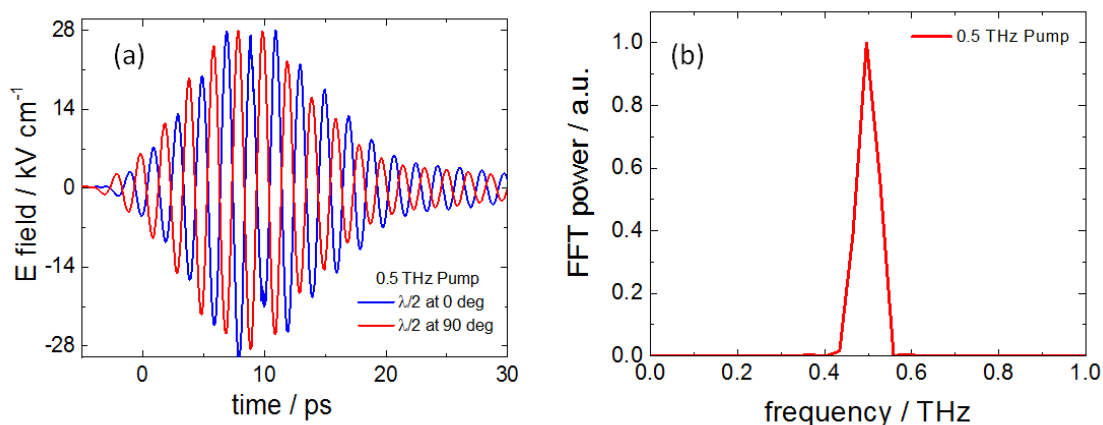 (a)
E field / kV cm⁻¹
28
14
0
-14
-28
0.5 THz Pump
λ/2 at 0 deg
λ/2 at 90 deg
0 10 20 30
time / ps
(b)
0.5 THz Pump
FFT power / a.u.
1.0
0.8
0.6
0.4
0.2
0.0
0.0 0.2 0.4 0.6 0.8 1.0
frequency / THz